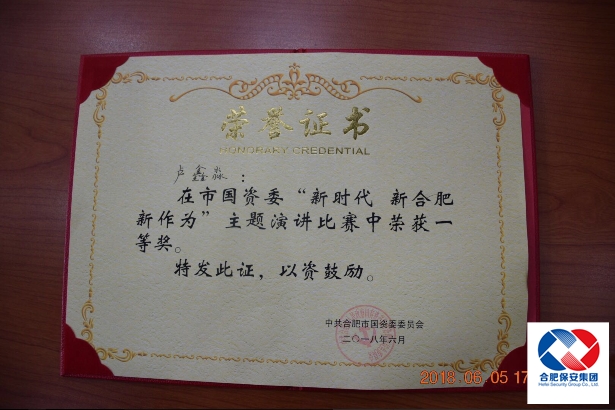 荣誉证书
HONORARY CREDENTIAL
卢鑫淼：
在市国资委“新时代 新合肥
新作为”主题演讲比赛中荣获一
等奖。
特发此证，以资鼓励。
中共合肥市国资委委员会
二〇一八年六月
2018 06 05 17
合肥保安集团
Hefei Security Group Co., Ltd.